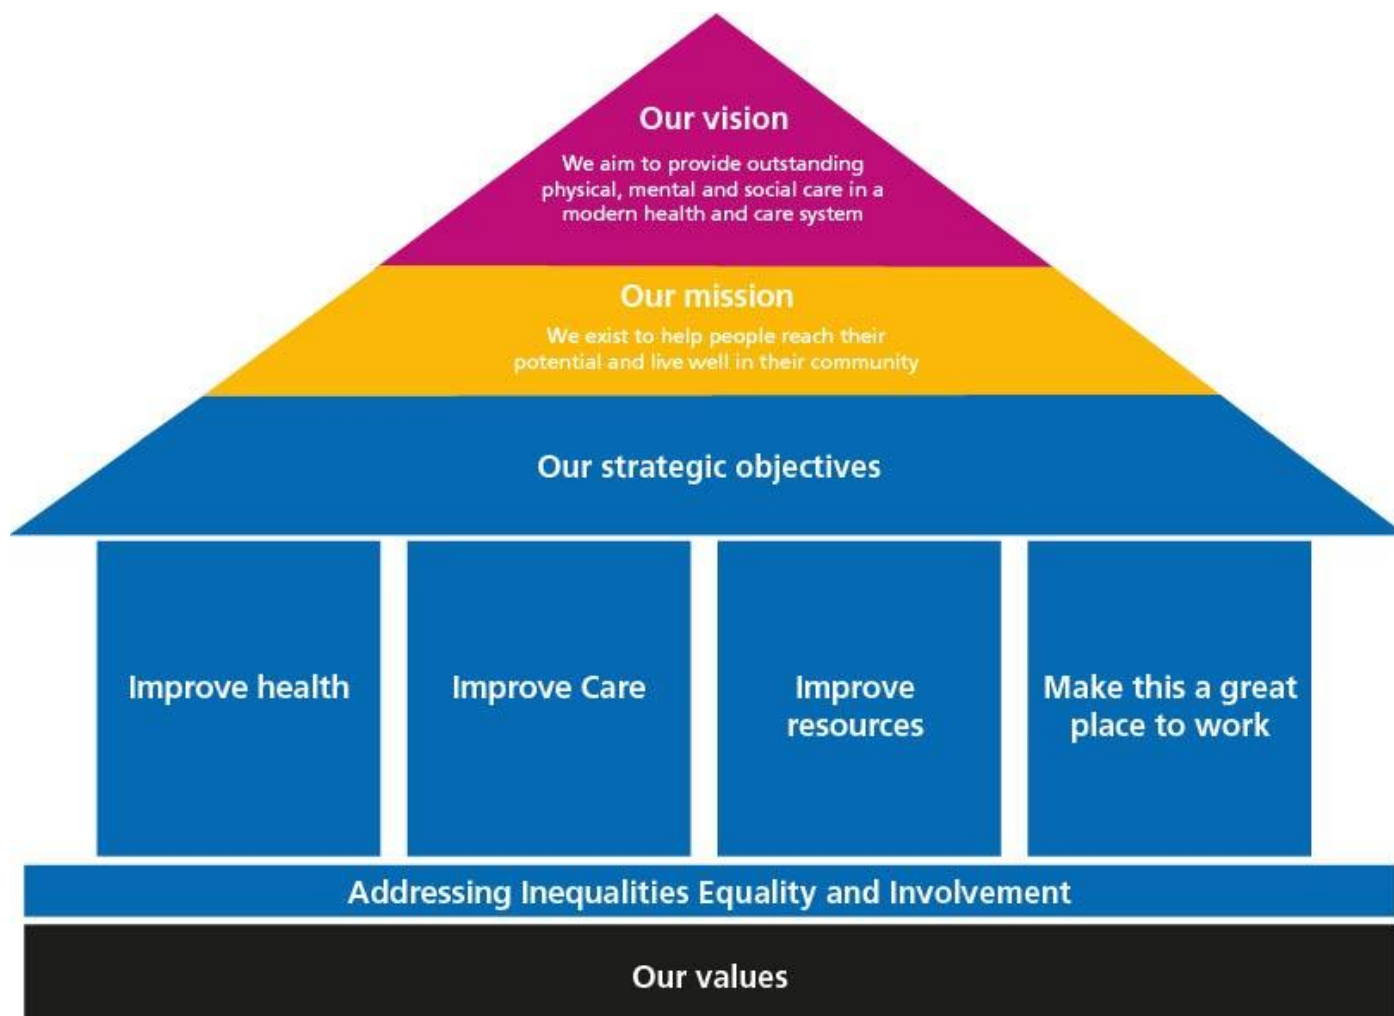 Our vision
We aim to provide outstanding
physical, mental and social care in a
modern health and care system
Our mission
We exist to help people reach their
potential and live well in their community
Our strategic objectives
Improve health
Improve Care
Improve
resources
Make this a great
place to work
Addressing Inequalities Equality and Involvement
Our values